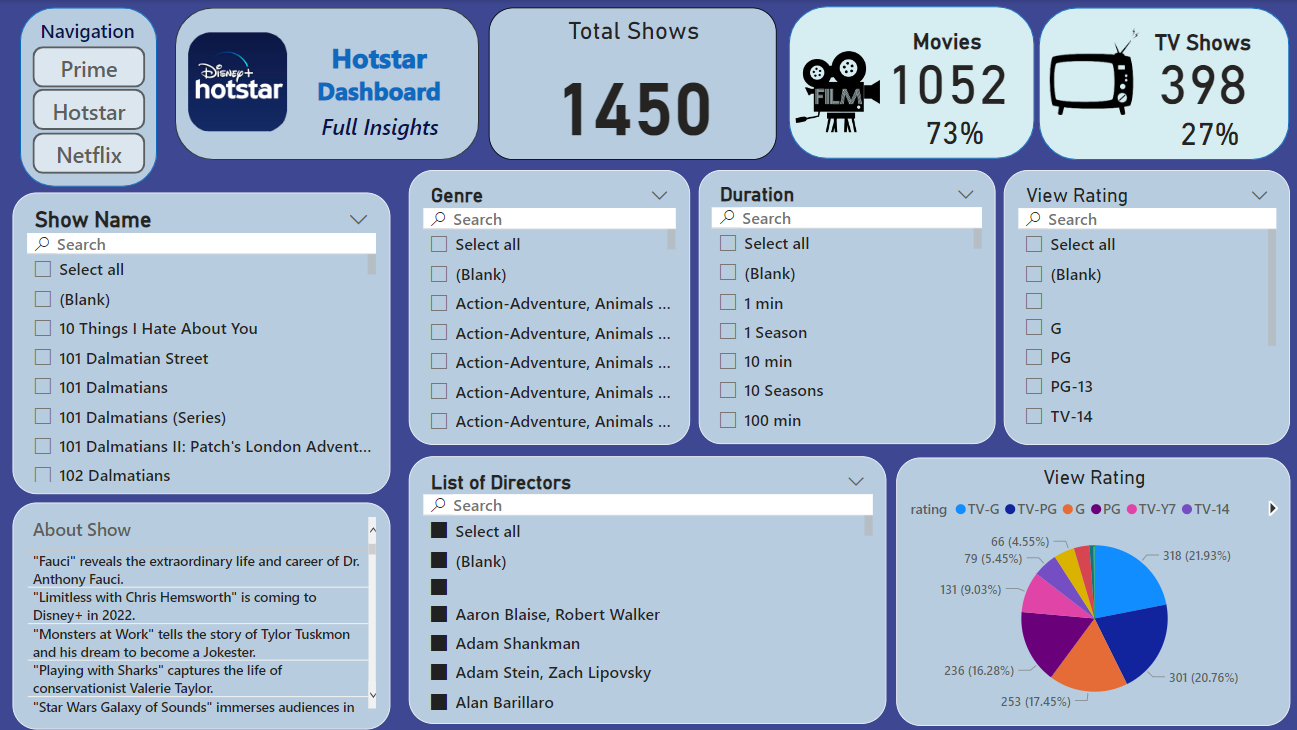 Navigation
Prime
Hotstar
Netflix
Disney+
hotstar
Hotstar
Dashboard
Full Insights
Total Shows
1450
FILM
Movies
1052
73%
TV Shows
398
27%
Show Name
Search
Select all
(Blank)
10 Things I Hate About You
101 Dalmatian Street
101 Dalmatians
101 Dalmatians (Series)
101 Dalmatians II: Patch's London Advent...
102 Dalmatians
Genre
Search
Select all
(Blank)
Action-Adventure, Animals ...
Action-Adventure, Animals ...
Action-Adventure, Animals ...
Action-Adventure, Animals ...
Action-Adventure, Animals ...
Duration
Search
Select all
(Blank)
1 min
1 Season
10 min
10 Seasons
100 min
View Rating
Search
Select all
(Blank)
G
PG
PG-13
TV-14
About Show
"Fauci" reveals the extraordinary life and career of Dr.
Anthony Fauci.
"Limitless with Chris Hemsworth" is coming to
Disney+ in 2022.
"Monsters at Work" tells the story of Tylor Tuskmon
and his dream to become a Jokester.
"Playing with Sharks" captures the life of
conservationist Valerie Taylor.
"Star Wars Galaxy of Sounds" immerses audiences in
List of Directors
Search
Select all
(Blank)
Aaron Blaise, Robert Walker
Adam Shankman
Adam Stein, Zach Lipovsky
Alan Barillaro
View Rating
rating TV-G TV-PG G PG TV-Y7 TV-14
66 (4.55%)
79 (5.45%)
131 (9.03%)
236 (16.28%)
253 (17.45%)
318 (21.93%)
301 (20.76%)